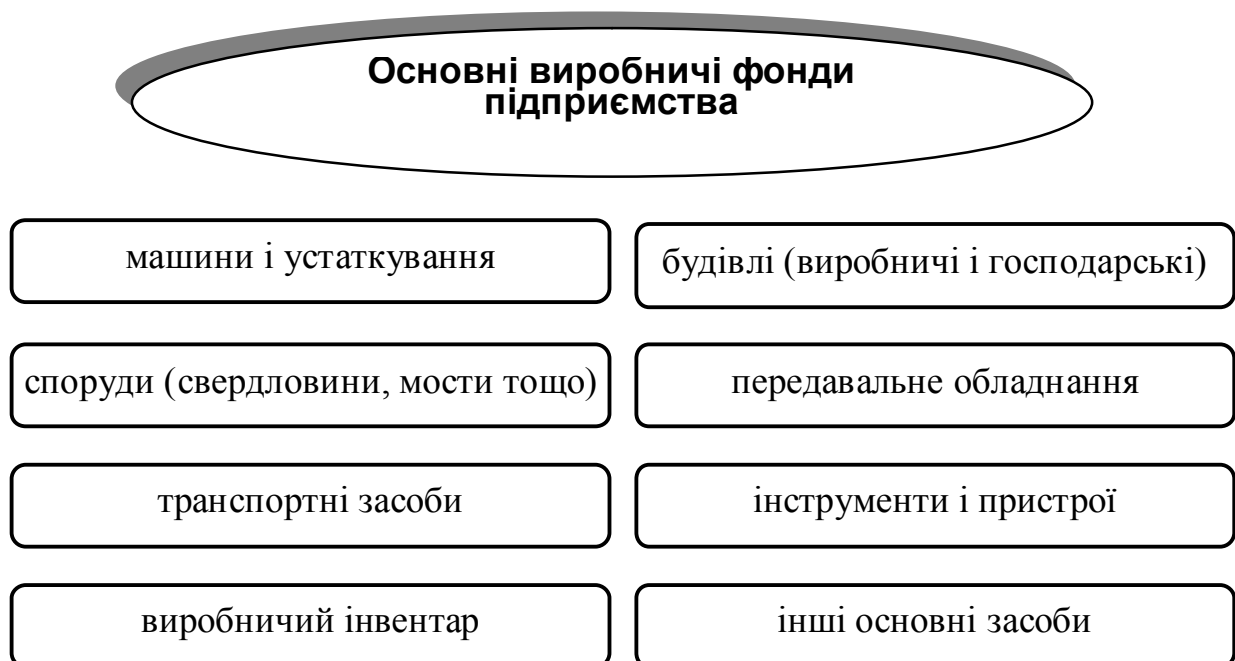 Основні виробничі фонди
підприємства
машини і устаткування
будівлі (виробничі і господарські)
споруди (свердловини, мости тощо)
передавальне обладнання
транспортні засоби
інструменти і пристрої
виробничий інвентар
інші основні засоби